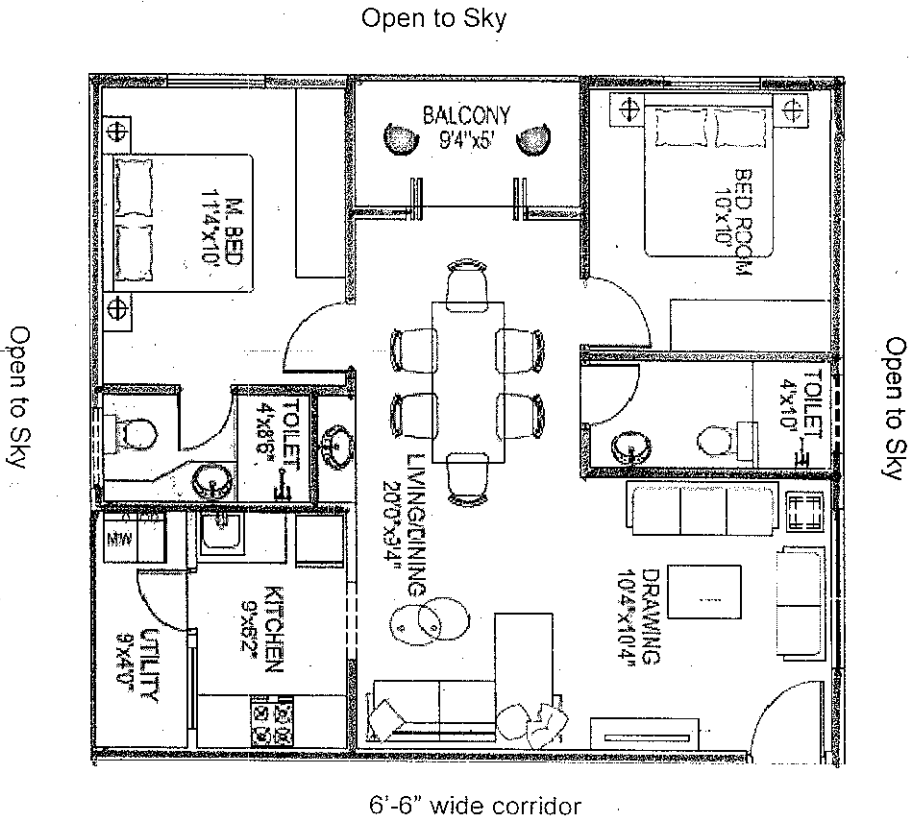 Open to Sky
BALCONY
9'4"x5'
M. BED
11'4"x10'
BED ROOM
10'x10'
Open to Sky
Open to Sky
TOILET
4'x8'6"
TOILET
4'x10'
LIVING/DINING
20'0"x9'4"
DRAWING
10'4"x10'4"
MW
KITCHEN
9'x6'2"
UTILITY
9'x4'0"
6'-6" wide corridor